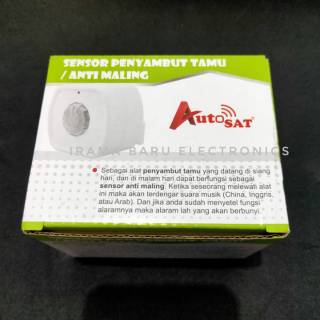 SENSOR PENYAMBUT TAMU
/ ANTI MALING
AutoSAT
IRAMA BARU ELECTRONICS
Sebagai alat penyambut tamu yang datang di siang
hari, dan di malam hari dapat berfungsi sebagai
sensor anti maling. Ketika seseorang melewati alat
ini maka akan terdengar suara musik (China, Inggris,
atau Arab). Dan jika anda sudah menyetel fungsi
alaramnya maka alaram lah yang akan berbunyi.